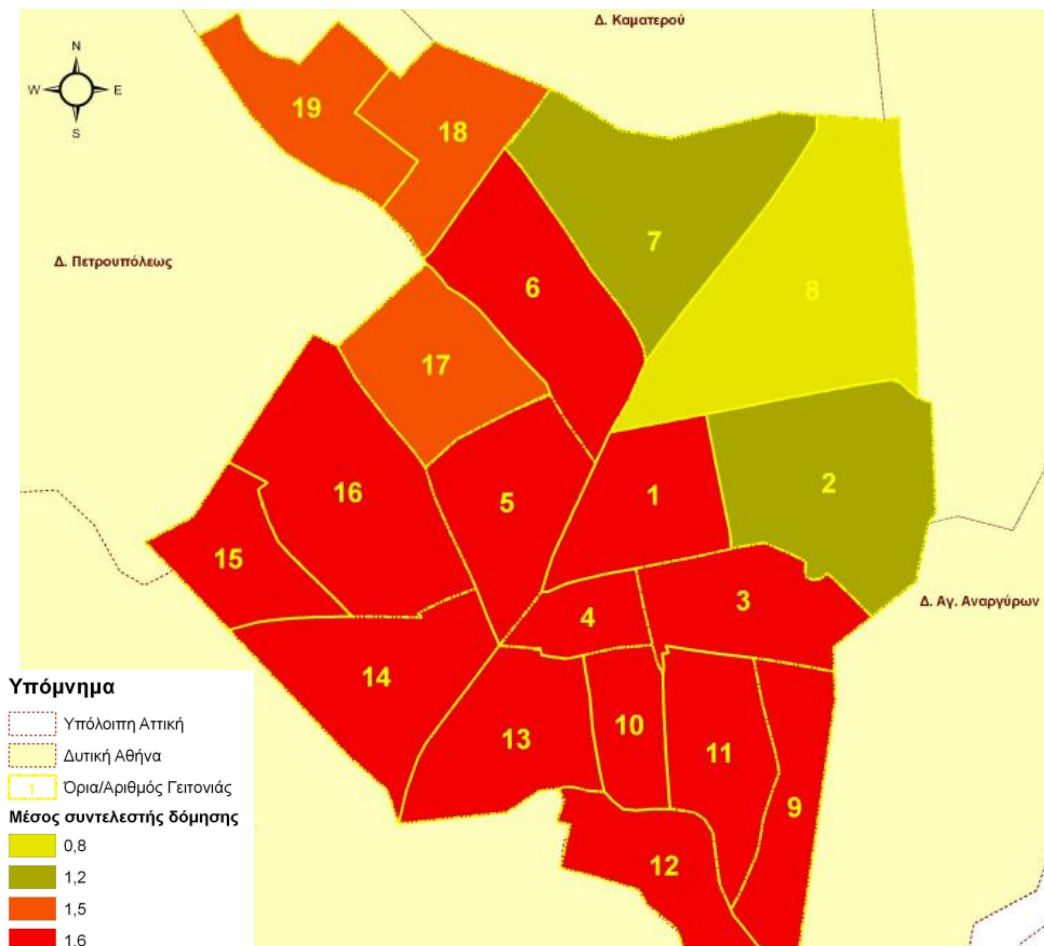 Δ. Καματερού
N
W
E
S
19
18
7
Δ. Πετρουπόλεως
6
8
17
16
5
1
2
15
4
3
Δ. Αγ. Αναργύρων
14
13
10
11
9
12
Υπόμνημα
Υπόλοιπη Αττική
Δυτική Αθήνα
1 Όρια/Αριθμός Γειτονιάς
Μέσος συντελεστής δόμησης
0,8
1,2
1,5
1,6